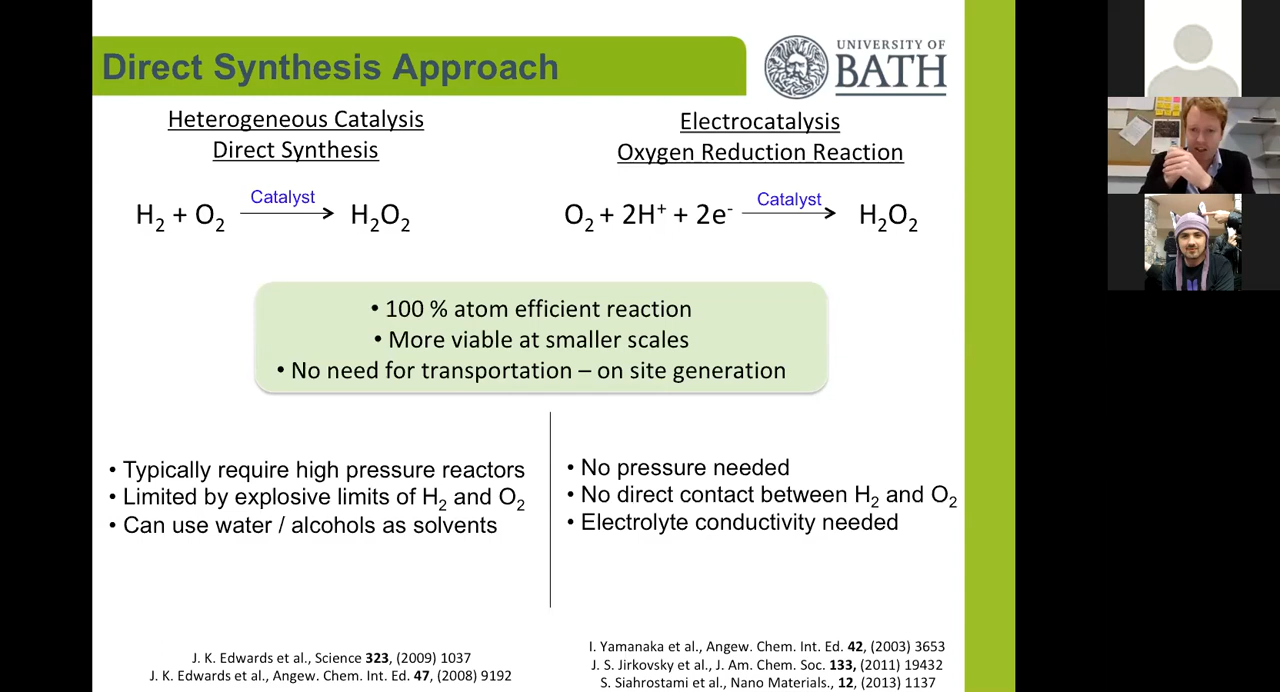 Direct Synthesis Approach
UNIVERSITY OF
BATH
Heterogeneous Catalysis
Direct Synthesis
H₂ + O₂ Catalyst → H₂O₂
Electrocatalysis
Oxygen Reduction Reaction
O₂ + 2H⁺ + 2e⁻ Catalyst → H₂O₂
• 100 % atom efficient reaction
• More viable at smaller scales
• No need for transportation – on site generation
• Typically require high pressure reactors
• Limited by explosive limits of H₂ and O₂
• Can use water / alcohols as solvents
• No pressure needed
• No direct contact between H₂ and O₂
• Electrolyte conductivity needed
J. K. Edwards et al., Science 323, (2009) 1037
J. K. Edwards et al., Angew. Chem. Int. Ed. 47, (2008) 9192
I. Yamanaka et al., Angew. Chem. Int. Ed. 42, (2003) 3653
J. S. Jirkovsky et al., J. Am. Chem. Soc. 133, (2011) 19432
S. Siahrostami et al., Nano Materials., 12, (2013) 1137